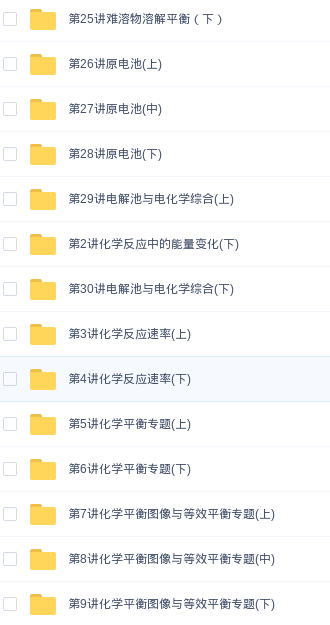 第25讲难溶物溶解平衡（下）
第26讲原电池(上)
第27讲原电池(中)
第28讲原电池(下)
第29讲电解池与电化学综合(上)
第2讲化学反应中的能量变化(下)
第30讲电解池与电化学综合(下)
第3讲化学反应速率(上)
第4讲化学反应速率(下)
第5讲化学平衡专题(上)
第6讲化学平衡专题(下)
第7讲化学平衡图像与等效平衡专题(上)
第8讲化学平衡图像与等效平衡专题(中)
第9讲化学平衡图像与等效平衡专题(下)